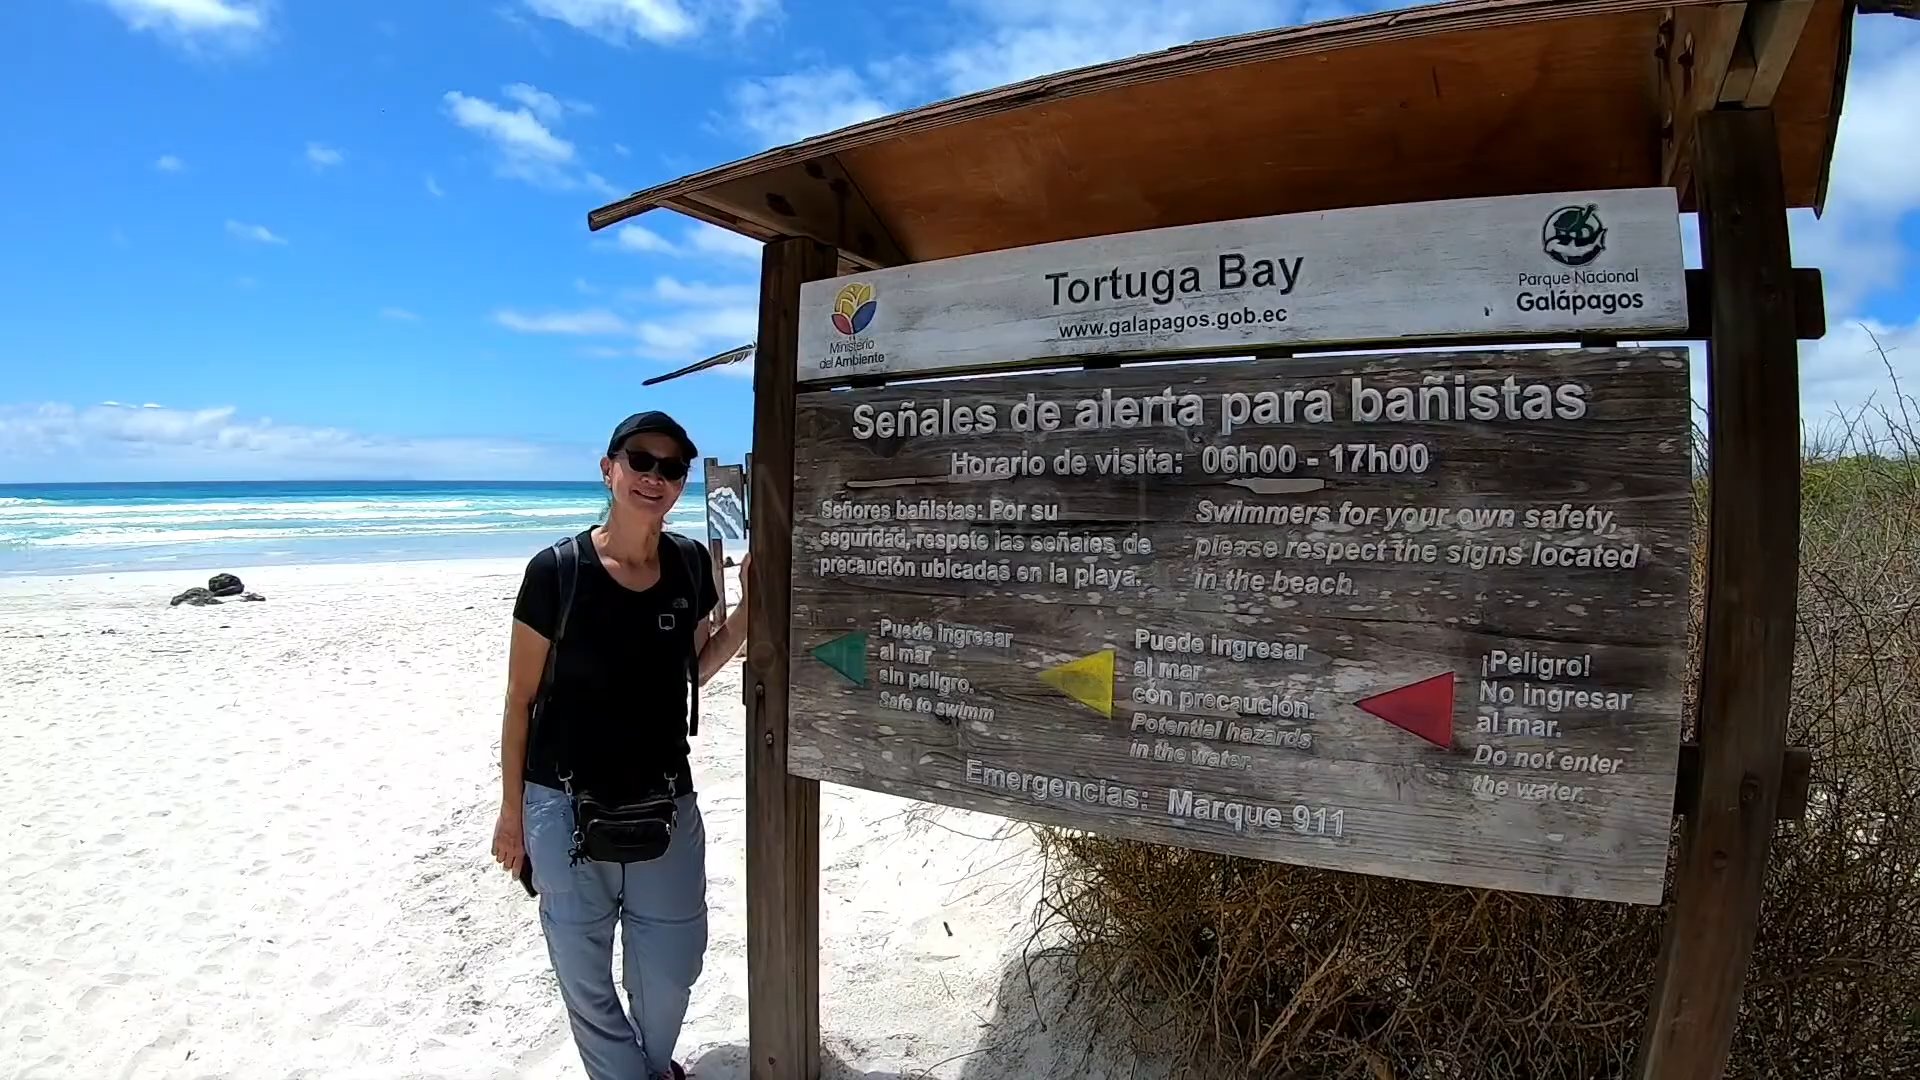 Tortuga Bay
www.galapagos.gob.ec
Ministerio
del Ambiente
Parque Nacional
Galápagos
Señales de alerta para bañistas
Horario de visita: 06h00 - 17h00
Señores bañistas: Por su
seguridad, respete las señales de
precaución ubicadas en la playa.
Swimmers for your own safety,
please respect the signs located
in the beach.
Puede ingresar
al mar
sin peligro.
Safe to swimm
Puede ingresar
al mar
con precaución.
Potential hazards
in the water.
¡Peligro!
No ingresar
al mar.
Do not enter
the water.
Emergencias: Marque 911